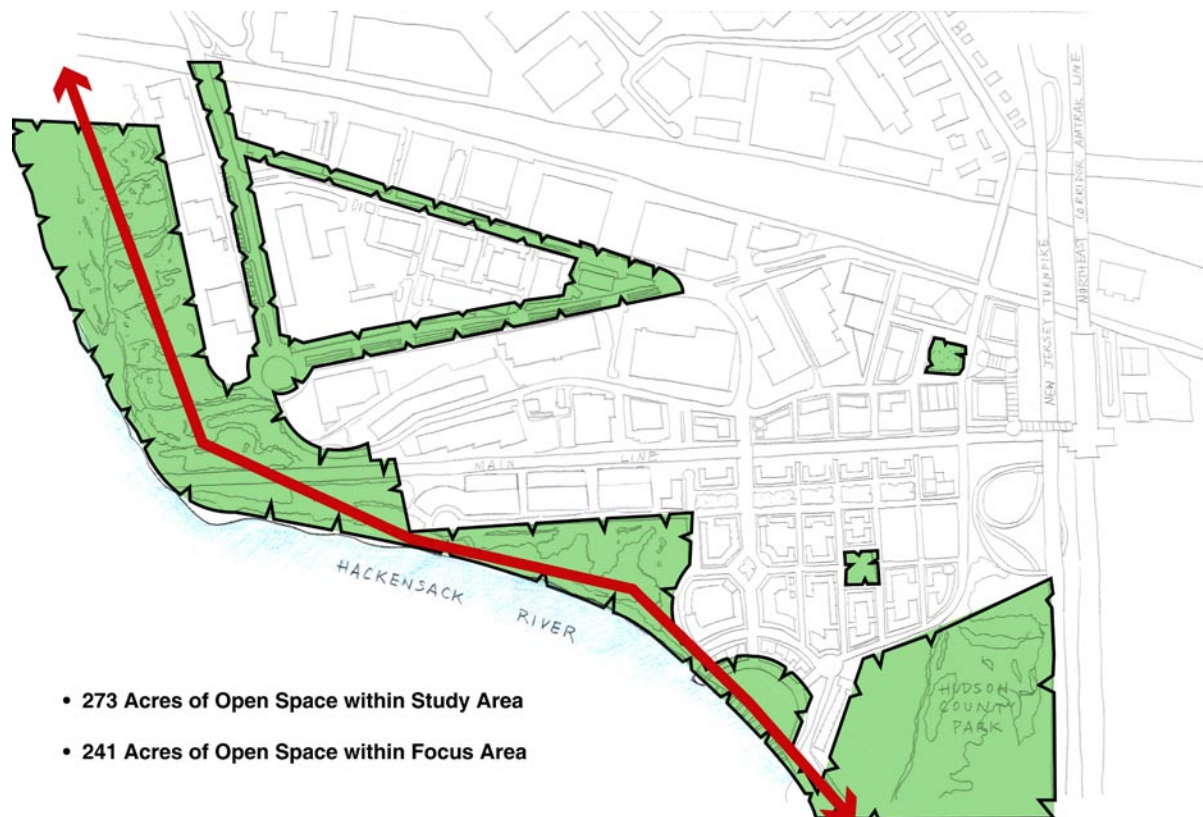 NORTHEAST CORRIDOR AMTRAK LINE
NEW JERSEY TURNPIKE
MAIN LINE
HACKENSACK
RIVER
HUDSON
COUNTY
PARK
• 273 Acres of Open Space within Study Area
• 241 Acres of Open Space within Focus Area